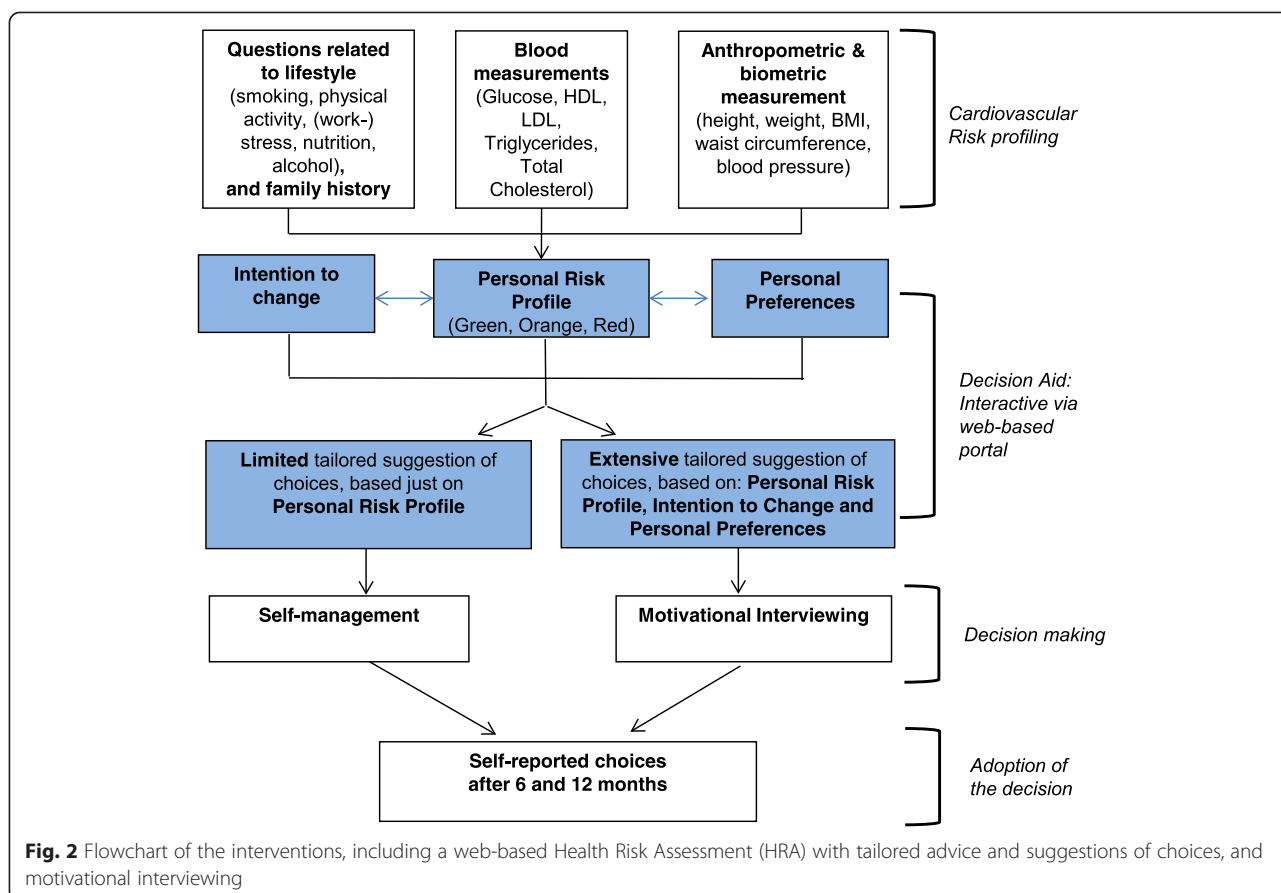 Questions related
to lifestyle
(smoking, physical
activity, (work-)
stress, nutrition,
alcohol),
and family history
Blood
measurements
(Glucose, HDL,
LDL,
Triglycerides,
Total
Cholesterol)
Anthropometric &
biometric
measurement
(height, weight, BMI,
waist circumference,
blood pressure)
Cardiovascular
Risk profiling
Intention to
change
Personal Risk
Profile
(Green, Orange, Red)
Personal
Preferences
Decision Aid:
Interactive via
web-based
portal
Limited tailored suggestion of
choices, based just on
Personal Risk Profile
Extensive tailored suggestion of
choices, based on: Personal Risk
Profile, Intention to Change and
Personal Preferences
Self-management
Motivational Interviewing
Decision making
Self-reported choices
after 6 and 12 months
Adoption of
the decision
Fig. 2 Flowchart of the interventions, including a web-based Health Risk Assessment (HRA) with tailored advice and suggestions of choices, and
motivational interviewing